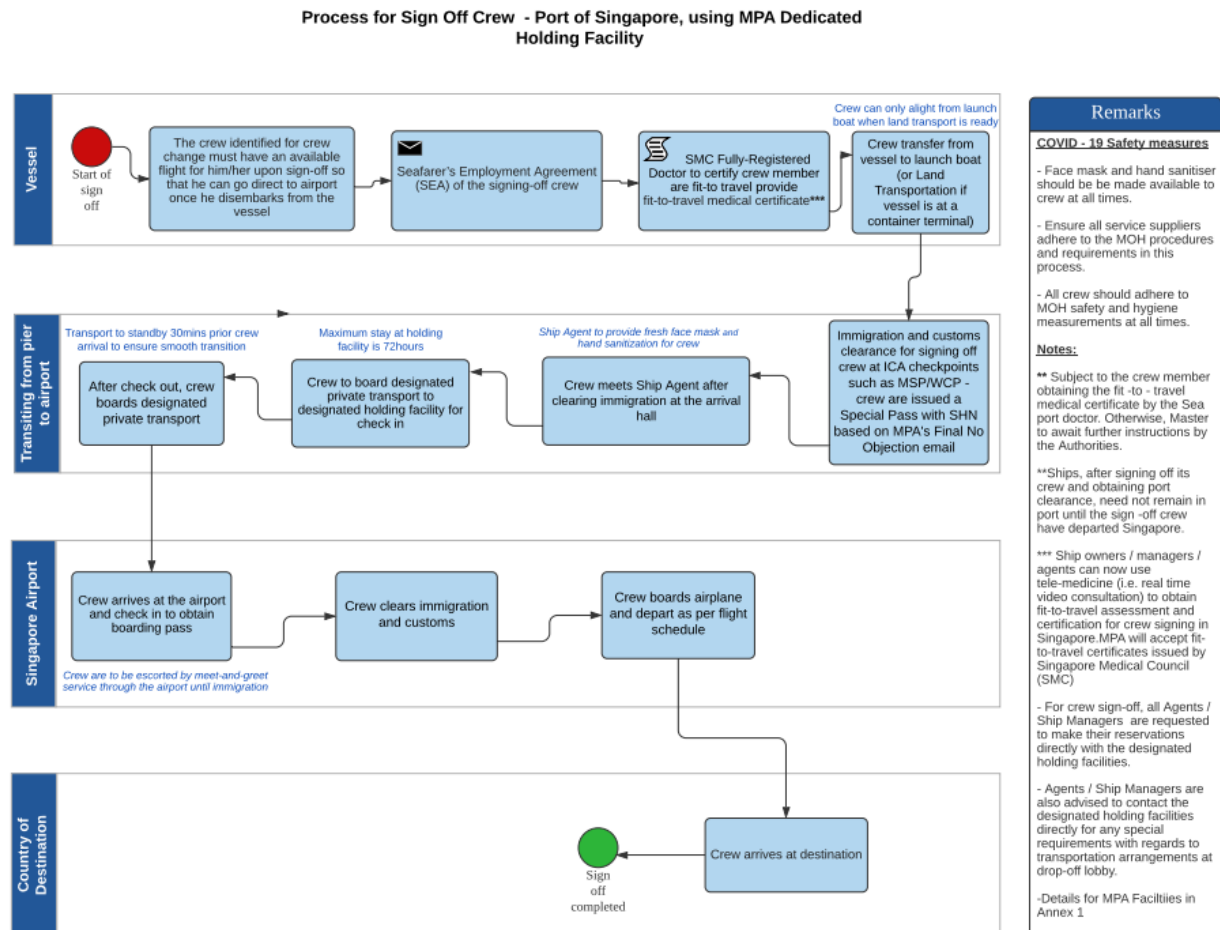 Process for Sign Off Crew - Port of Singapore, using MPA Dedicated
Holding Facility
Vessel
Start of
sign
off
The crew identified for crew
change must have an available
flight for him/her upon sign-off so
that he can go direct to airport
once he disembarks from the
vessel
Seafarer's Employment Agreement
(SEA) of the signing-off crew
SMC Fully-Registered
Doctor to certify crew member
are fit-to travel provide
fit-to-travel medical certificate***
Crew can only alight from launch
boat when land transport is ready
Crew transfer from
vessel to launch boat
(or Land
Transportation if
vessel is at a
container terminal)
Transiting from pier
to airport
Immigration and customs
clearance for signing off
crew at ICA checkpoints
such as MSP/WCP -
crew are issued a
Special Pass with SHN
based on MPA's Final No
Objection email
Ship Agent to provide fresh face mask and
hand sanitization for crew
Crew meets Ship Agent after
clearing immigration at the arrival
hall
Maximum stay at holding
facility is 72hours
Crew to board designated
private transport to
designated holding facility for
check in
Transport to standby 30mins prior crew
arrival to ensure smooth transition
After check out, crew
boards designated
private transport
Singapore Airport
Crew arrives at the airport
and check in to obtain
boarding pass
Crew are to be escorted by meet-and-greet
service through the airport until immigration
Crew clears immigration
and customs
Crew boards airplane
and depart as per flight
schedule
Country of
Destination
Crew arrives at destination
Sign
off
completed
Remarks
COVID - 19 Safety measures
- Face mask and hand sanitiser
should be be made available to
crew at all times.
- Ensure all service suppliers
adhere to the MOH procedures
and requirements in this
process.
- All crew should adhere to
MOH safety and hygiene
measurements at all times.
Notes:
** Subject to the crew member
obtaining the fit -to - travel
medical certificate by the Sea
port doctor. Otherwise, Master
to await further instructions by
the Authorities.
**Ships, after signing off its
crew and obtaining port
clearance, need not remain in
port until the sign -off crew
have departed Singapore.
*** Ship owners / managers /
agents can now use
tele-medicine (i.e. real time
video consultation) to obtain
fit-to-travel assessment and
certification for crew signing in
Singapore.MPA will accept fit-
to-travel certificates issued by
Singapore Medical Council
(SMC)
- For crew sign-off, all Agents /
Ship Managers are requested
to make their reservations
directly with the designated
holding facilities.
- Agents / Ship Managers are
also advised to contact the
designated holding facilities
directly for any special
requirements with regards to
transportation arrangements at
drop-off lobby.
-Details for MPA Faciltiies in
Annex 1